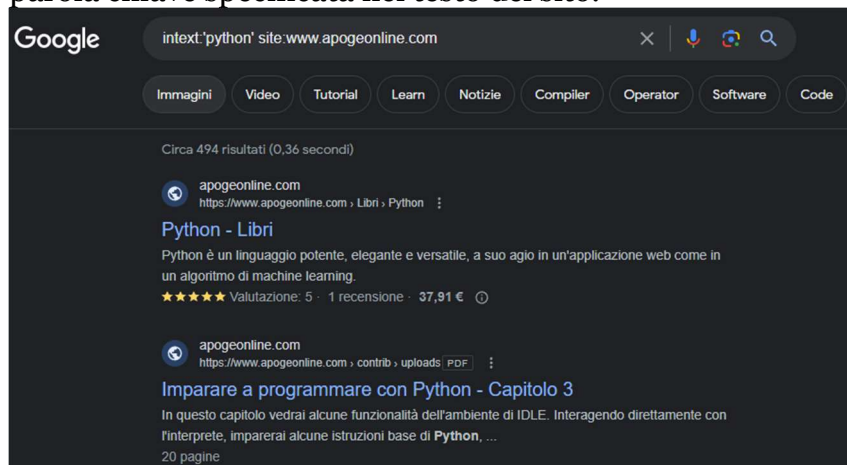 parola chiave specificata nel testo del sito.
Google
intext:'python' site:www.apogeonline.com
Immagini Video Tutorial Learn Notizie Compiler Operator Software Code
Circa 494 risultati (0,36 secondi)
apogeonline.com
https://www.apogeonline.com › Libri › Python
Python - Libri
Python è un linguaggio potente, elegante e versatile, a suo agio in un'applicazione web come in
un algoritmo di machine learning.
★★★★★ Valutazione: 5 · 1 recensione · 37,91 €
apogeonline.com
https://www.apogeonline.com › contrib › uploads PDF
Imparare a programmare con Python - Capitolo 3
In questo capitolo vedrai alcune funzionalità dell'ambiente di IDLE. Interagendo direttamente con
l'interprete, imparerai alcune istruzioni base di Python, ...
20 pagine